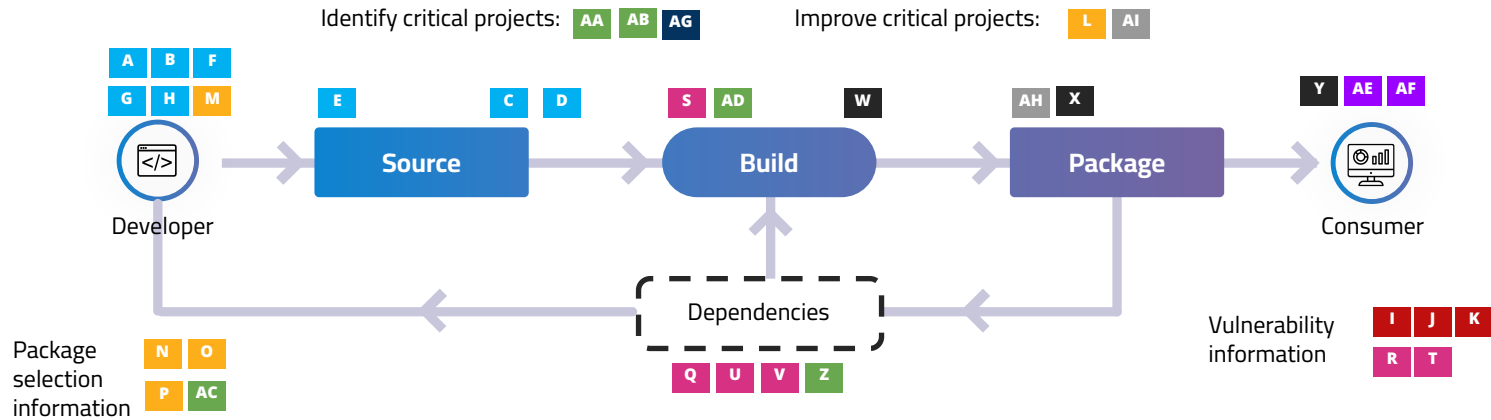 Identify critical projects: AA AB AG
Improve critical projects: L AI
A B F
G H M
E
C D
S AD
W
AH X
Y AE AF
</>
Source
Build
Package
Developer
Consumer
Dependencies
Package
selection
information
N O
P AC
Q U V Z
Vulnerability
information
I J K
R T